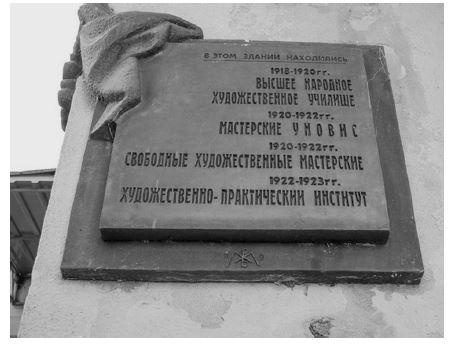 В ЭТОМ ЗДАНИИ НАХОДИЛИСЬ
1918-1920гг.
ВЫСШЕЕ НАРОДНОЕ
ХУДОЖЕСТВЕННОЕ УЧИЛИЩЕ
1920-1922гг.
МАСТЕРСКИЕ УНОВИС
1920-1922гг.
СВОБОДНЫЕ ХУДОЖЕСТВЕННЫЕ МАСТЕРСКИЕ
1922-1923гг.
ХУДОЖЕСТВЕННО-ПРАКТИЧЕСКИЙ ИНСТИТУТ